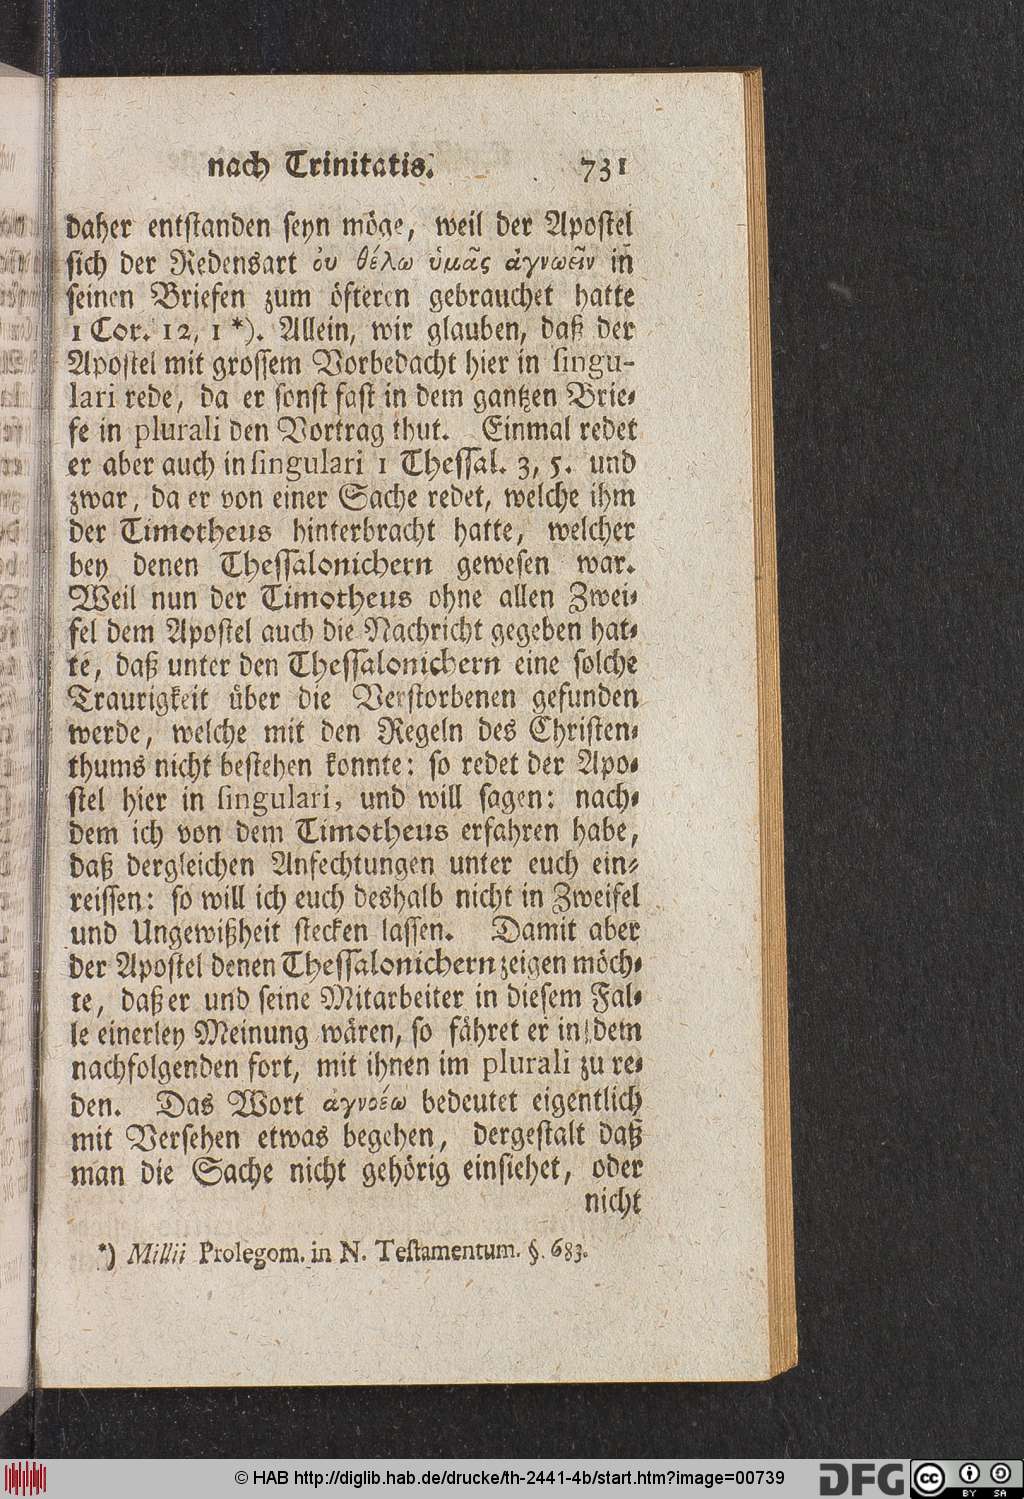 nach Trinitatis. 731
daher entstanden seyn möge, weil der Apostel
sich der Redensart ὀυ θέλω ὑμᾶς ἀγνωεῖν in
seinen Briefen zum öfteren gebrauchet hatte
1 Cor. 12, 1 *). Allein, wir glauben, daß der
Apostel mit grossem Vorbedacht hier in singu-
lari rede, da er sonst fast in dem gantzen Brie-
fe in plurali den Vortrag thut. Einmal redet
er aber auch in singulari 1 Thessal. 3, 5. und
zwar, da er von einer Sache redet, welche ihm
der Timotheus hinterbracht hatte, welcher
bey denen Thessalonichern gewesen war.
Weil nun der Timotheus ohne allen Zwei-
fel dem Apostel auch die Nachricht gegeben hat-
te, daß unter den Thessalonichern eine solche
Traurigkeit über die Verstorbenen gefunden
werde, welche mit den Regeln des Christen-
thums nicht bestehen konnte: so redet der Apo-
stel hier in singulari, und will sagen: nach-
dem ich von dem Timotheus erfahren habe,
daß dergleichen Anfechtungen unter euch ein-
reissen: so will ich euch deshalb nicht in Zweifel
und Ungewißheit stecken lassen. Damit aber
der Apostel denen Thessalonichern zeigen möch-
te, daß er und seine Mitarbeiter in diesem Fal-
le einerley Meinung wären, so fähret er in dem
nachfolgenden fort, mit ihnen im plurali zu re-
den. Das Wort ἀγνοέω bedeutet eigentlich
mit Versehen etwas begehen, dergestalt daß
man die Sache nicht gehörig einsiehet, oder
nicht
*) Millii Prolegom. in N. Testamentum. §. 683.
© HAB http://diglib.hab.de/drucke/th-2441-4b/start.htm?image=00739
DFG
cc BY SA